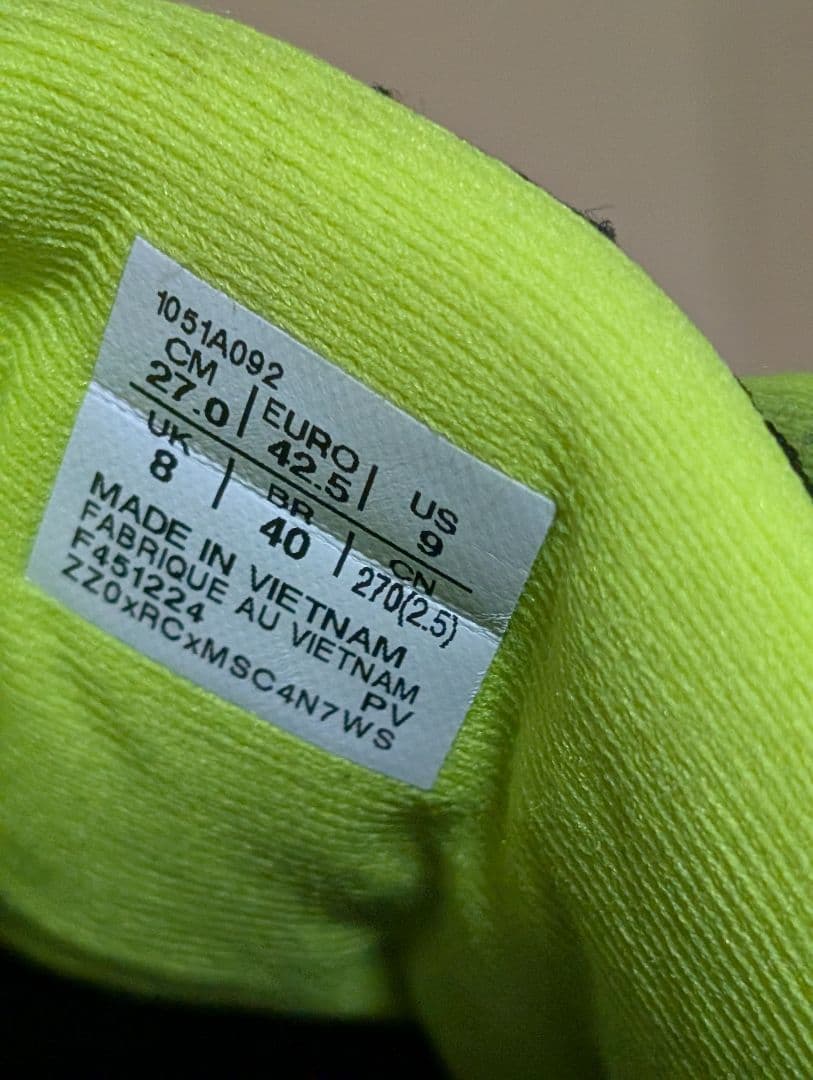 1051A092
CM | EURO | US
27.0 | 42.5 | 9
UK | BR | CN
8 | 40 | 270(2.5)
MADE IN VIETNAM
FABRIQUE AU VIETNAM
F451224 PV
ZZ0xRCxMSC4N7WS